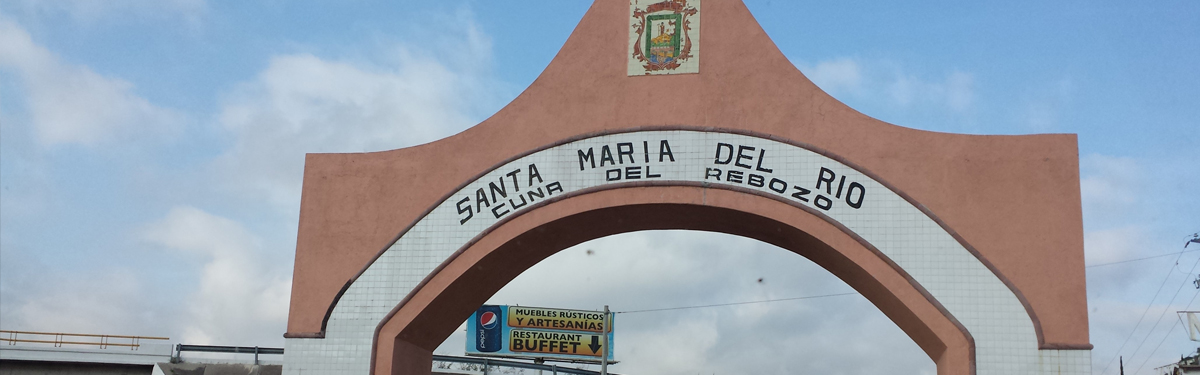 SANTA MARIA DEL RIO
CUNA DEL REBOZO
pepsi
MUEBLES RÚSTICOS
Y ARTESANÍAS
RESTAURANT
BUFFET